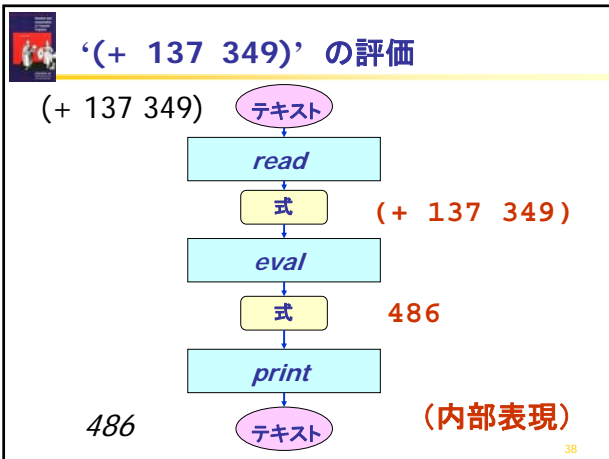 ‘(+ 137 349)’ の評価
(+ 137 349)
テキスト
read
式
(+ 137 349)
eval
式
486
print
486
テキスト
(内部表現)
38